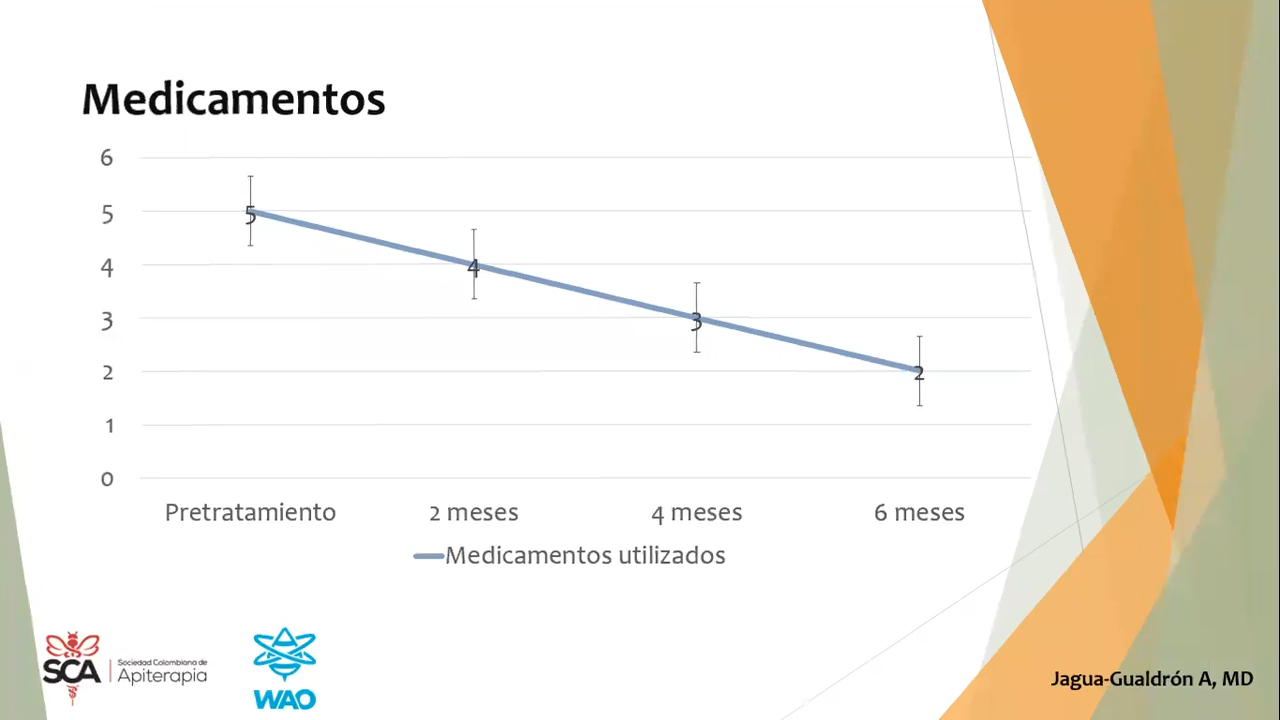 Medicamentos
6
5
4
3
2
1
0
5
4
3
2
Pretratamiento 2 meses 4 meses 6 meses
Medicamentos utilizados
SCA
Sociedad Colombiana de
Apiterapia
WAO
Jagua-Gualdrón A, MD